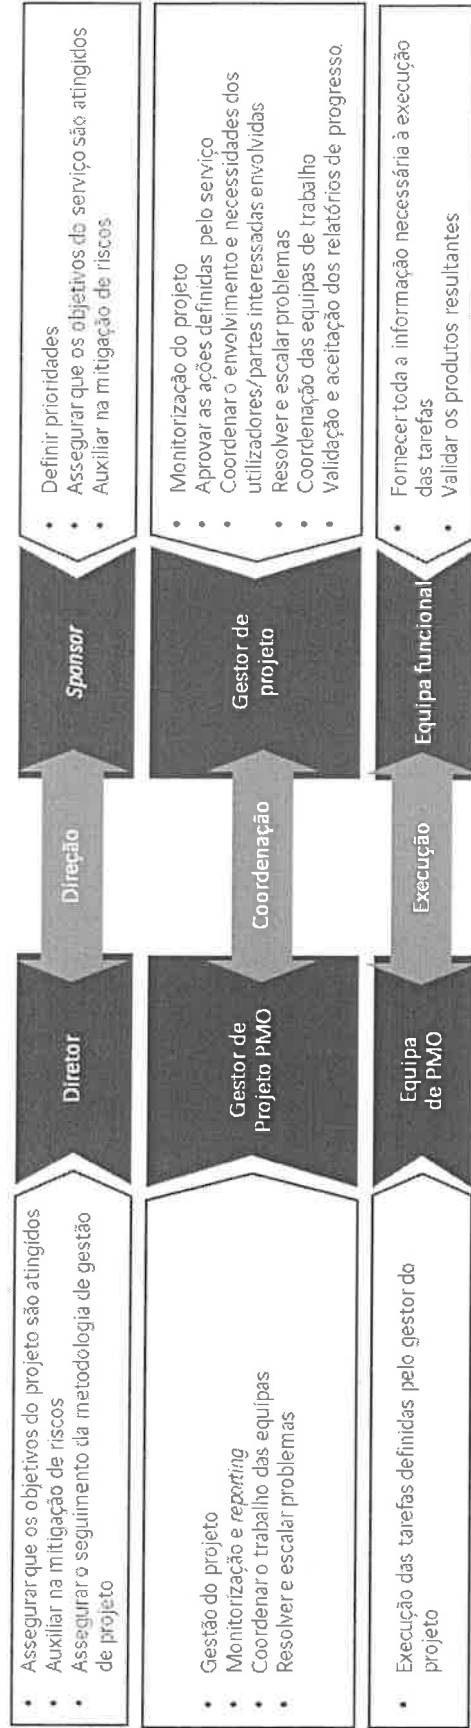 • Assegurar que os objetivos do projeto são atingidos
• Auxiliar na mitigação de riscos
• Assegurar o seguimento da metodologia de gestão
de projeto
Diretor
Direção
Sponsor
• Definir prioridades
• Assegurar que os objetivos do serviço são atingidos
• Auxiliar na mitigação de riscos
• Gestão do projeto
• Monitorização e reporting
• Coordenar o trabalho das equipas
• Resolver e escalar problemas
Gestor de
Projeto PMO
Coordenação
Gestor de
projeto
• Monitorização do projeto
• Aprovar as ações definidas pelo serviço
• Coordenar o envolvimento e necessidades dos
utilizadores/partes interessadas envolvidas
• Resolver e escalar problemas
• Coordenação das equipas de trabalho
• Validação e aceitação dos relatórios de progresso.
• Execução das tarefas definidas pelo gestor do
projeto
Equipa
de PMO
Execução
Equipa funcional
• Fornecer toda a informação necessária à execução
das tarefas
• Validar os produtos resultantes